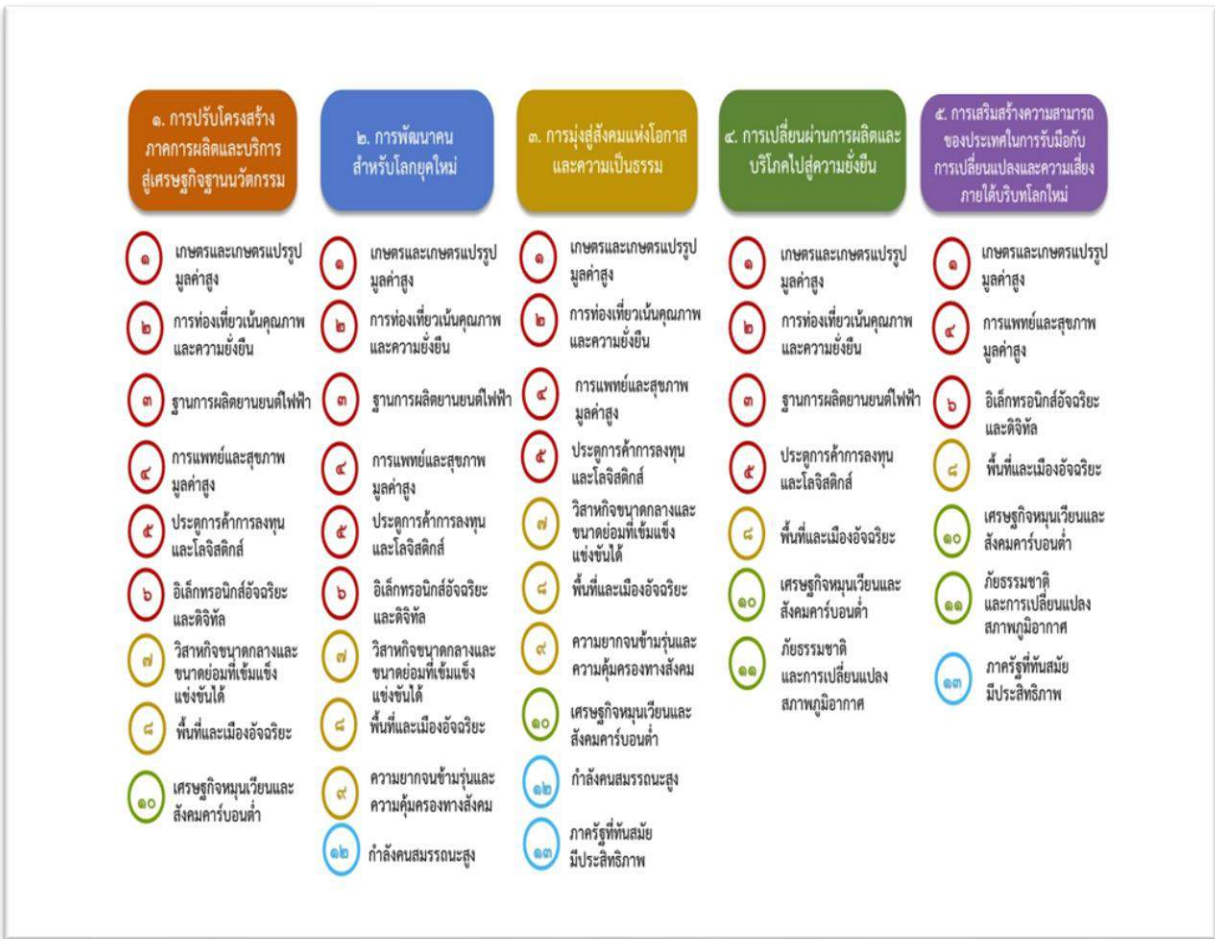 ๑. การปรับโครงสร้าง
ภาคการผลิตและบริการ
สู่เศรษฐกิจฐานนวัตกรรม
๑
เกษตรและเกษตรแปรรูป
มูลค่าสูง
๒
การท่องเที่ยวเน้นคุณภาพ
และความยั่งยืน
๓
ฐานการผลิตยานยนต์ไฟฟ้า
๔
การแพทย์และสุขภาพ
มูลค่าสูง
๕
ประตูการค้าการลงทุน
และโลจิสติกส์
๖
อิเล็กทรอนิกส์อัจฉริยะ
และดิจิทัล
๗
วิสาหกิจขนาดกลางและ
ขนาดย่อมที่เข้มแข็ง
แข่งขันได้
๘
พื้นที่และเมืองอัจฉริยะ
๑๐
เศรษฐกิจหมุนเวียนและ
สังคมคาร์บอนต่ำ
๒. การพัฒนาคน
สำหรับโลกยุคใหม่
๑
เกษตรและเกษตรแปรรูป
มูลค่าสูง
๒
การท่องเที่ยวเน้นคุณภาพ
และความยั่งยืน
๓
ฐานการผลิตยานยนต์ไฟฟ้า
๔
การแพทย์และสุขภาพ
มูลค่าสูง
๕
ประตูการค้าการลงทุน
และโลจิสติกส์
๖
อิเล็กทรอนิกส์อัจฉริยะ
และดิจิทัล
๗
วิสาหกิจขนาดกลางและ
ขนาดย่อมที่เข้มแข็ง
แข่งขันได้
๘
พื้นที่และเมืองอัจฉริยะ
๙
ความยากจนข้ามรุ่นและ
ความคุ้มครองทางสังคม
๑๒
กำลังคนสมรรถนะสูง
๓. การมุ่งสู่สังคมแห่งโอกาส
และความเป็นธรรม
๑
เกษตรและเกษตรแปรรูป
มูลค่าสูง
๒
การท่องเที่ยวเน้นคุณภาพ
และความยั่งยืน
๔
การแพทย์และสุขภาพ
มูลค่าสูง
๕
ประตูการค้าการลงทุน
และโลจิสติกส์
๗
วิสาหกิจขนาดกลางและ
ขนาดย่อมที่เข้มแข็ง
แข่งขันได้
๘
พื้นที่และเมืองอัจฉริยะ
๙
ความยากจนข้ามรุ่นและ
ความคุ้มครองทางสังคม
๑๐
เศรษฐกิจหมุนเวียนและ
สังคมคาร์บอนต่ำ
๑๒
กำลังคนสมรรถนะสูง
๑๓
ภาครัฐที่ทันสมัย
มีประสิทธิภาพ
๔. การเปลี่ยนผ่านการผลิตและ
บริโภคไปสู่ความยั่งยืน
๑
เกษตรและเกษตรแปรรูป
มูลค่าสูง
๒
การท่องเที่ยวเน้นคุณภาพ
และความยั่งยืน
๓
ฐานการผลิตยานยนต์ไฟฟ้า
๕
ประตูการค้าการลงทุน
และโลจิสติกส์
๘
พื้นที่และเมืองอัจฉริยะ
๑๐
เศรษฐกิจหมุนเวียนและ
สังคมคาร์บอนต่ำ
๑๑
ภัยธรรมชาติ
และการเปลี่ยนแปลง
สภาพภูมิอากาศ
๕. การเสริมสร้างความสามารถ
ของประเทศในการรับมือกับ
การเปลี่ยนแปลงและความเสี่ยง
ภายใต้บริบทโลกใหม่
๑
เกษตรและเกษตรแปรรูป
มูลค่าสูง
๔
การแพทย์และสุขภาพ
มูลค่าสูง
๖
อิเล็กทรอนิกส์อัจฉริยะ
และดิจิทัล
๘
พื้นที่และเมืองอัจฉริยะ
๑๐
เศรษฐกิจหมุนเวียนและ
สังคมคาร์บอนต่ำ
๑๑
ภัยธรรมชาติ
และการเปลี่ยนแปลง
สภาพภูมิอากาศ
๑๓
ภาครัฐที่ทันสมัย
มีประสิทธิภาพ